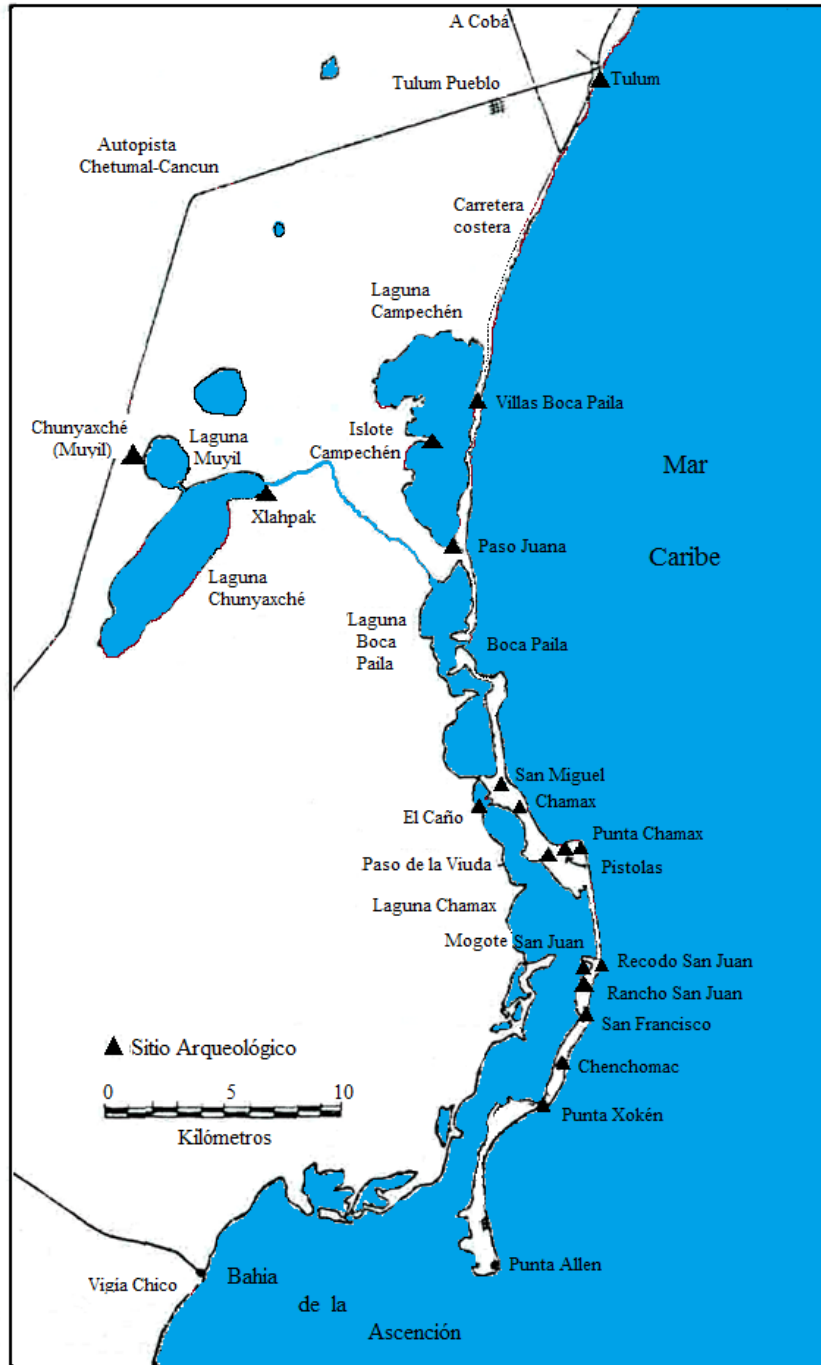 A Cobá
Tulum Pueblo
Tulum
Autopista
Chetumal-Cancun
Carretera
costera
Laguna
Campechén
Villas Boca Paila
Chunyaxché
(Muyil)
Laguna
Muyil
Islote
Campechén
Mar
Caribe
Xlahpak
Paso Juana
Laguna
Chunyaxché
Laguna
Boca
Paila
Boca Paila
San Miguel
Chamax
El Caño
Punta Chamax
Paso de la Viuda
Pistolas
Laguna Chamax
Mogote San Juan
Recodo San Juan
Rancho San Juan
San Francisco
Sitio Arqueológico
Chenchomac
0 5 10
Kilómetros
Punta Xokén
Punta Allen
Vigía Chico
Bahia
de la
Ascención